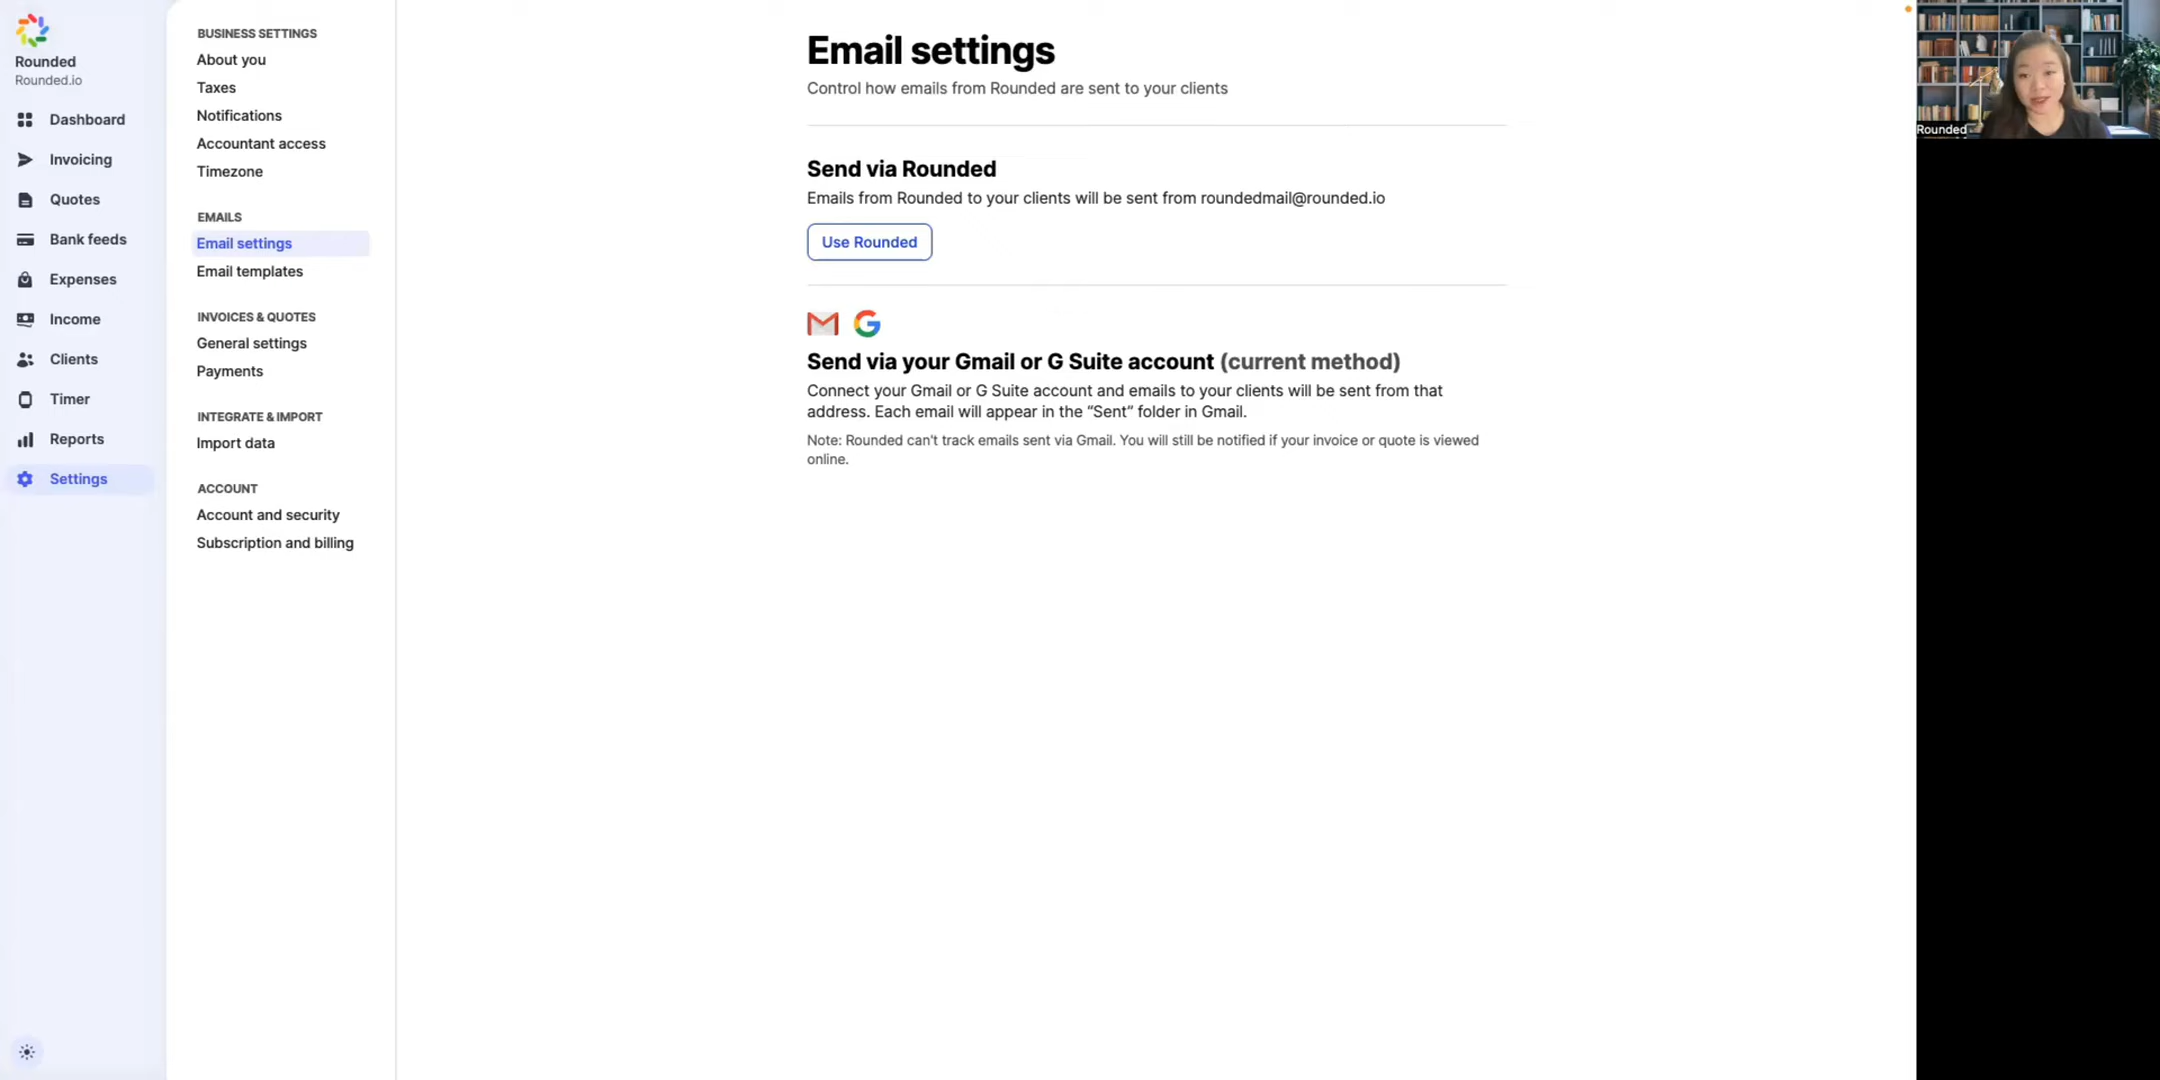 Rounded
Rounded.io
Dashboard
Invoicing
Quotes
Bank feeds
Expenses
Income
Clients
Timer
Reports
Settings
BUSINESS SETTINGS
About you
Taxes
Notifications
Accountant access
Timezone
EMAILS
Email settings
Email templates
INVOICES & QUOTES
General settings
Payments
INTEGRATE & IMPORT
Import data
ACCOUNT
Account and security
Subscription and billing
Email settings
Control how emails from Rounded are sent to your clients
Send via Rounded
Emails from Rounded to your clients will be sent from roundedmail@rounded.io
Use Rounded
Send via your Gmail or G Suite account (current method)
Connect your Gmail or G Suite account and emails to your clients will be sent from that
address. Each email will appear in the “Sent” folder in Gmail.
Note: Rounded can't track emails sent via Gmail. You will still be notified if your invoice or quote is viewed
online.
Rounded